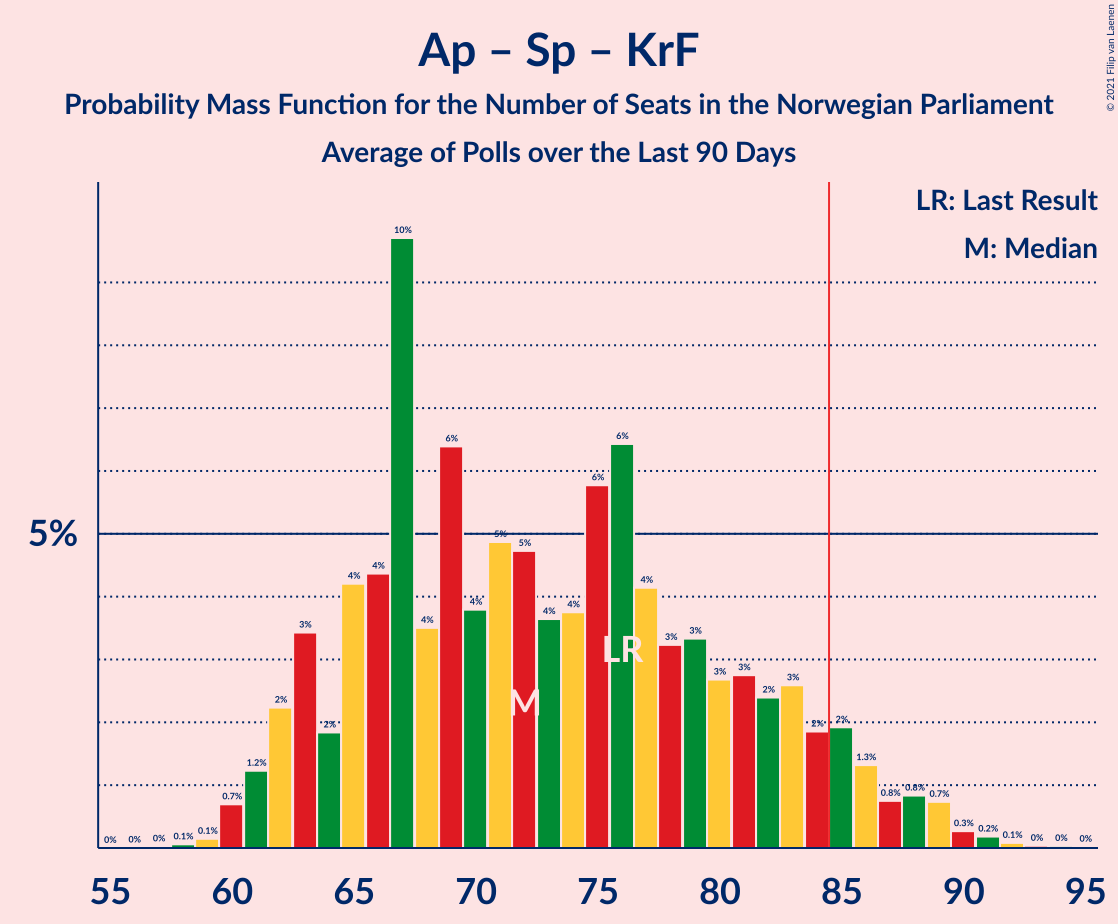 © 2021 Filip van Laenen
Ap – Sp – KrF
Probability Mass Function for the Number of Seats in the Norwegian Parliament
Average of Polls over the Last 90 Days
LR: Last Result
M: Median
5%
0% 0% 0% 0.1% 0.1% 0.7% 1.2% 2% 3% 2% 4% 4% 10% 4% 6% 4% 5% 5% 4% 4% 6% 6% 4% 3% 3% 3% 3% 2% 3% 2% 2% 1.3% 0.8% 0.8% 0.7% 0.3% 0.2% 0.1% 0% 0% 0%
LR
M
55 60 65 70 75 80 85 90 95